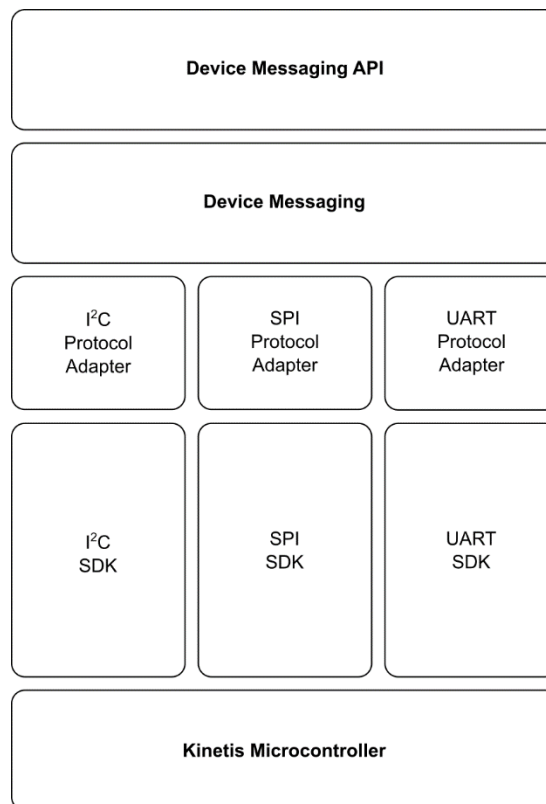 Device Messaging API
Device Messaging
I²C
Protocol
Adapter
SPI
Protocol
Adapter
UART
Protocol
Adapter
I²C
SDK
SPI
SDK
UART
SDK
Kinetis Microcontroller